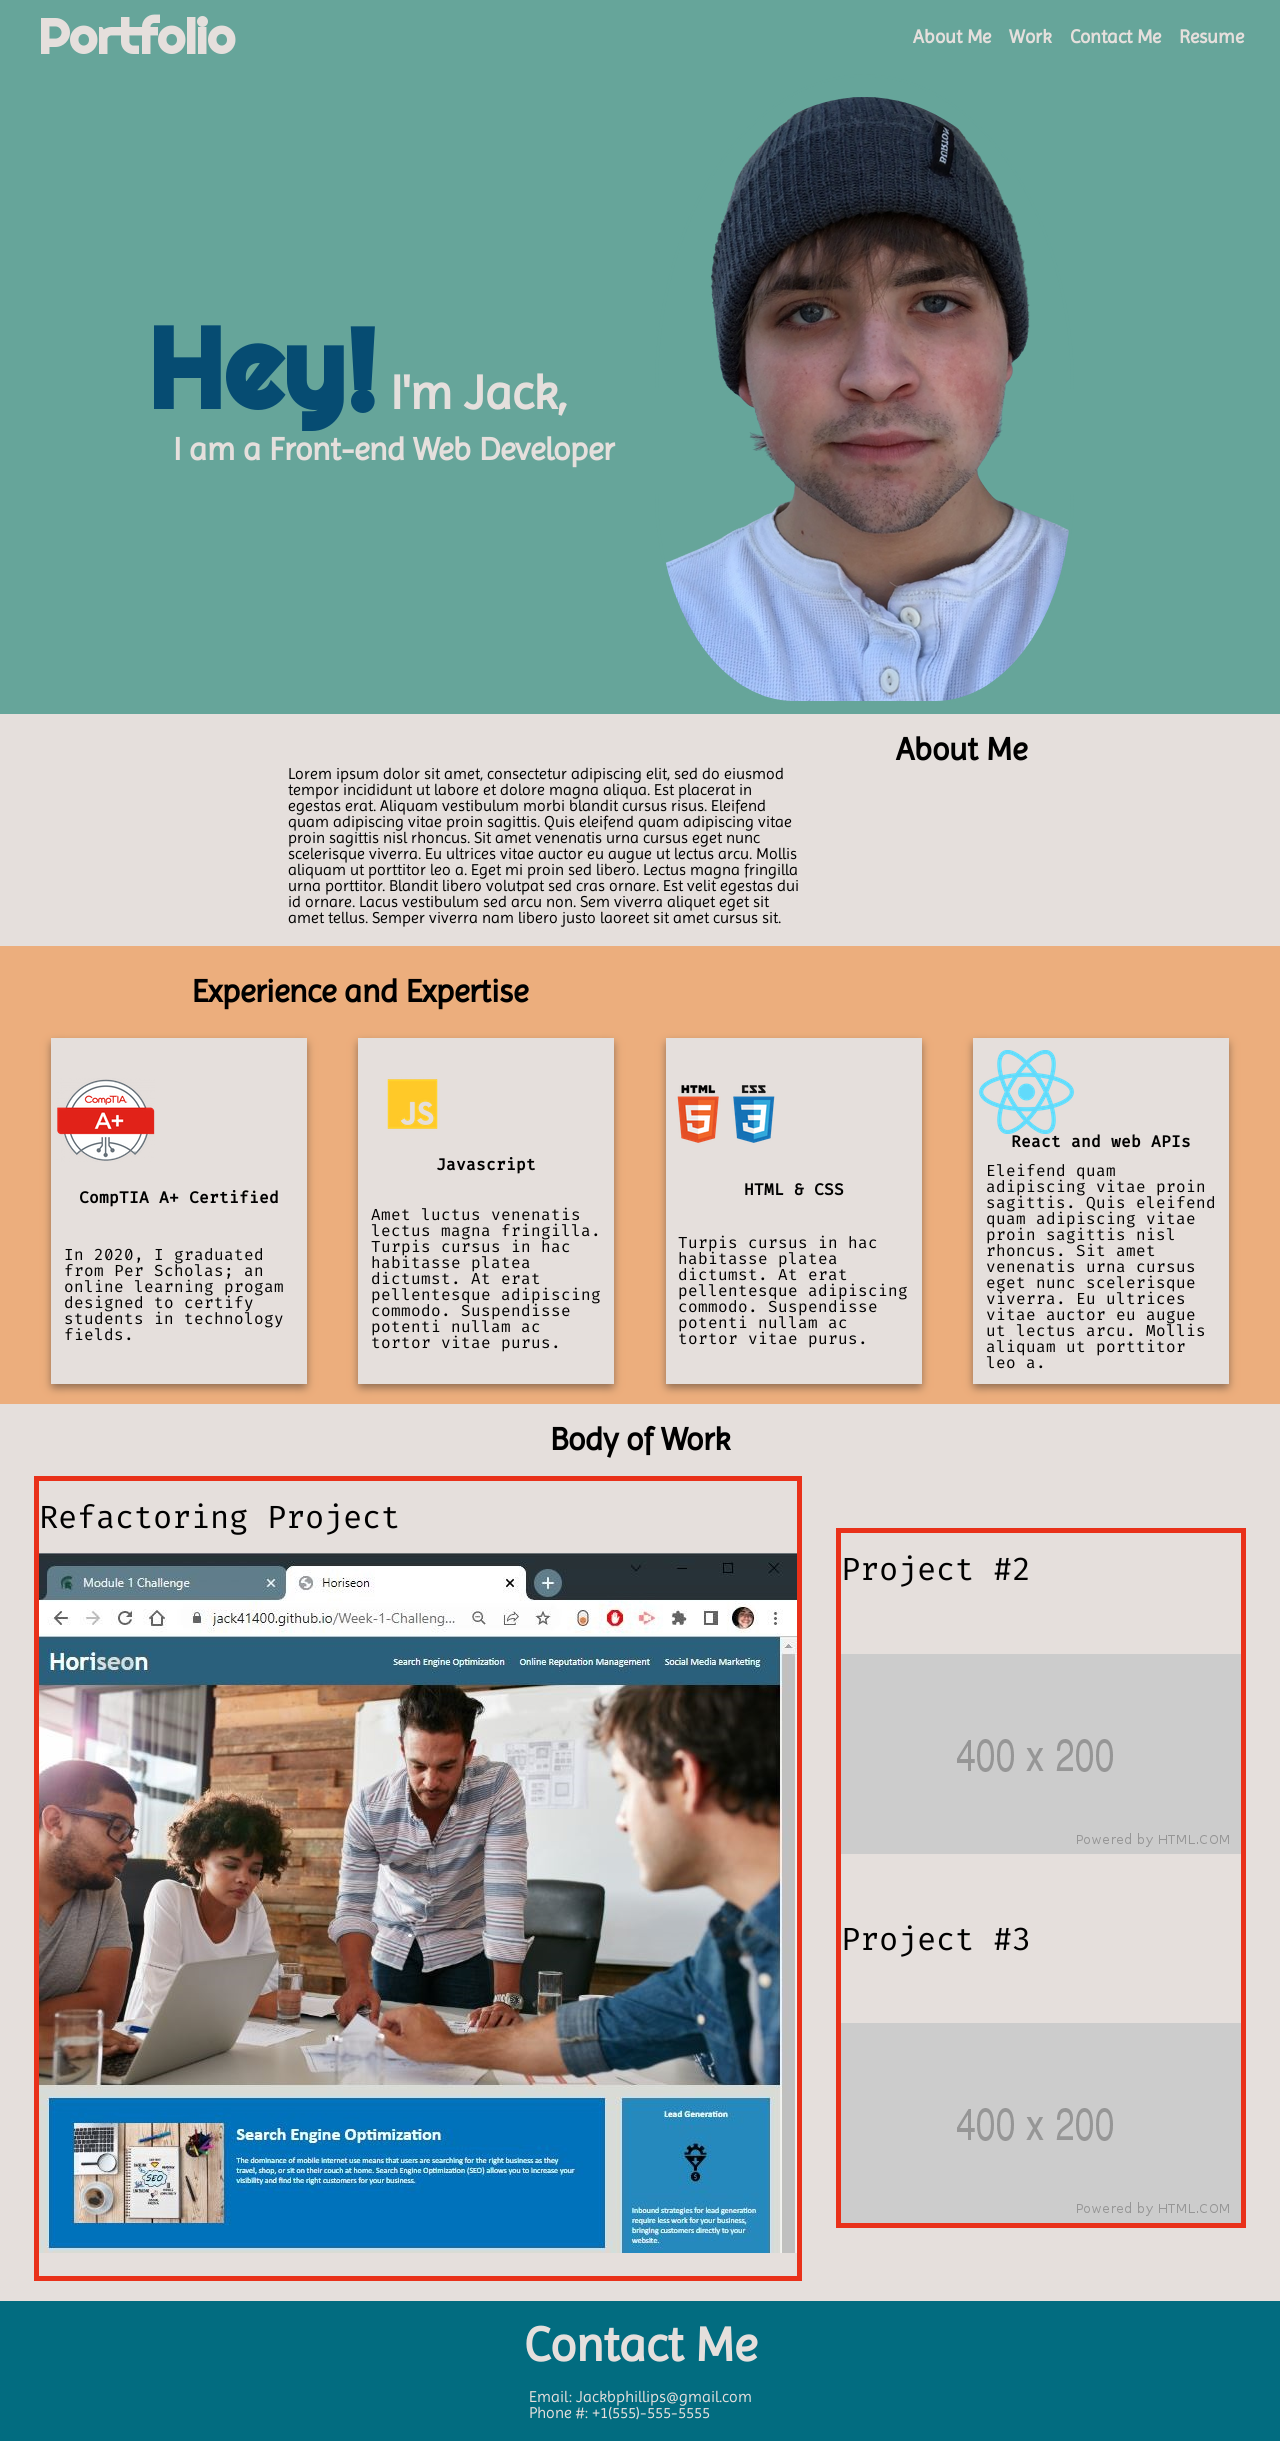 Portfolio
About Me Work Contact Me Resume
Hey! I'm Jack,
I am a Front-end Web Developer
About Me
Lorem ipsum dolor sit amet, consectetur adipiscing elit, sed do eiusmod
tempor incididunt ut labore et dolore magna aliqua. Est placerat in
egestas erat. Aliquam vestibulum morbi blandit cursus risus. Eleifend
quam adipiscing vitae proin sagittis. Quis eleifend quam adipiscing vitae
proin sagittis nisl rhoncus. Sit amet venenatis urna cursus eget nunc
scelerisque viverra. Eu ultrices vitae auctor eu augue ut lectus arcu. Mollis
aliquam ut porttitor leo a. Eget mi proin sed libero. Lectus magna fringilla
urna porttitor. Blandit libero volutpat sed cras ornare. Est velit egestas dui
id ornare. Lacus vestibulum sed arcu non. Sem viverra aliquet eget sit
amet tellus. Semper viverra nam libero justo laoreet sit amet cursus sit.
Experience and Expertise
CompTIA
A+
CompTIA A+ Certified
In 2020, I graduated
from Per Scholas; an
online learning progam
designed to certify
students in technology
fields.
JS
Javascript
Amet luctus venenatis
lectus magna fringilla.
Turpis cursus in hac
habitasse platea
dictumst. At erat
pellentesque adipiscing
commodo. Suspendisse
potenti nullam ac
tortor vitae purus.
HTML CSS
5 3
HTML & CSS
Turpis cursus in hac
habitasse platea
dictumst. At erat
pellentesque adipiscing
commodo. Suspendisse
potenti nullam ac
tortor vitae purus.
React and web APIs
Eleifend quam
adipiscing vitae proin
sagittis. Quis eleifend
quam adipiscing vitae
proin sagittis nisl
rhoncus. Sit amet
venenatis urna cursus
eget nunc scelerisque
viverra. Eu ultrices
vitae auctor eu augue
ut lectus arcu. Mollis
aliquam ut porttitor
leo a.
Body of Work
Refactoring Project
Module 1 Challenge
Horiseon
jack41400.github.io/Week-1-Challeng...
Horiseon
Search Engine Optimization Online Reputation Management Social Media Marketing
SEO
Search Engine Optimization
The dominance of mobile internet use means that users are searching for the right business as they
travel, shop, or sit on their couch at home. Search Engine Optimization (SEO) allows you to increase your
visibility and find the right customers for your business.
Lead Generation
Inbound strategies for lead generation
require less work for your business,
bringing customers directly to your
website.
Project #2
400 x 200
Powered by HTML.COM
Project #3
400 x 200
Powered by HTML.COM
Contact Me
Email: Jackbphillips@gmail.com
Phone #: +1(555)-555-5555